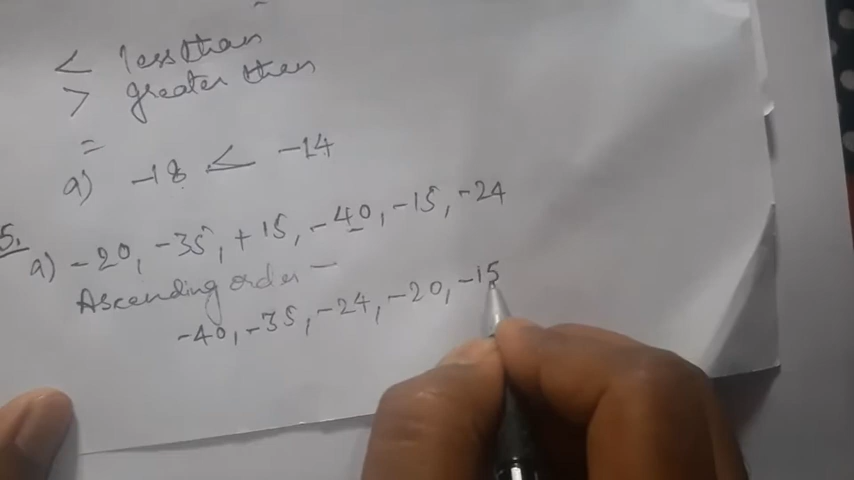 < less than
> greater then
=
a) -18 < -14
5.
a) -20, -35, +15, -40, -15, -24
Ascending order —
-40, -35, -24, -20, -15